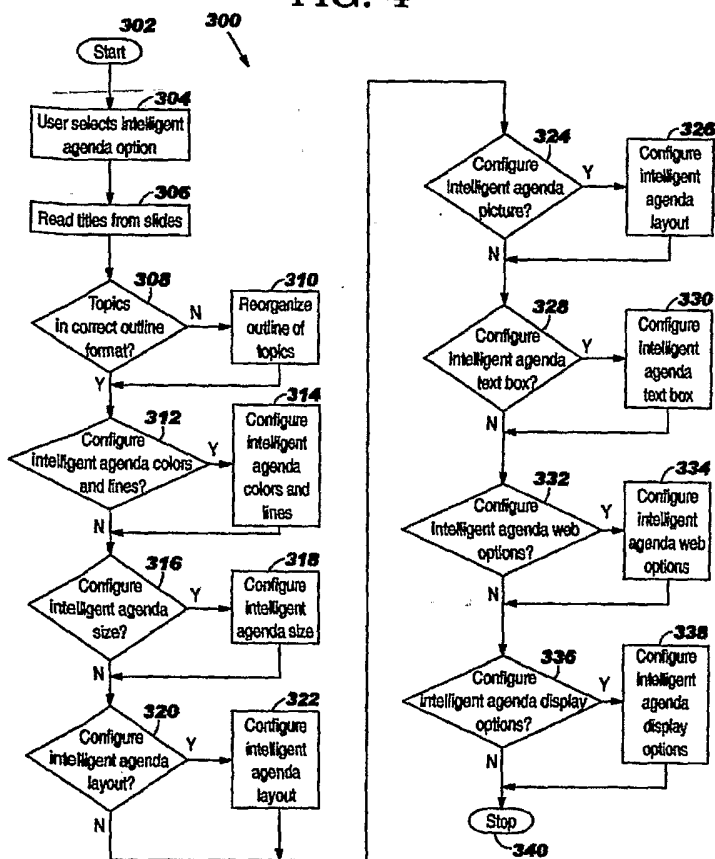 FIG. 4
300
302
Start
304
User selects intelligent
agenda option
306
Read titles from slides
308
Topics
in correct outline
format?
N
Y
310
Reorganize
outline of
topics
312
Configure
intelligent agenda colors
and lines?
Y
N
314
Configure
intelligent
agenda
colors and
lines
316
Configure
intelligent agenda
size?
Y
N
318
Configure
intelligent
agenda size
320
Configure
intelligent agenda
layout?
Y
N
322
Configure
intelligent
agenda
layout
324
Configure
intelligent agenda
picture?
Y
N
326
Configure
intelligent
agenda
layout
328
Configure
intelligent agenda
text box?
Y
N
330
Configure
intelligent
agenda
text box
332
Configure
intelligent agenda web
options?
Y
N
334
Configure
intelligent
agenda web
options
336
Configure
intelligent agenda display
options?
Y
N
338
Configure
intelligent
agenda
display
options
Stop
340